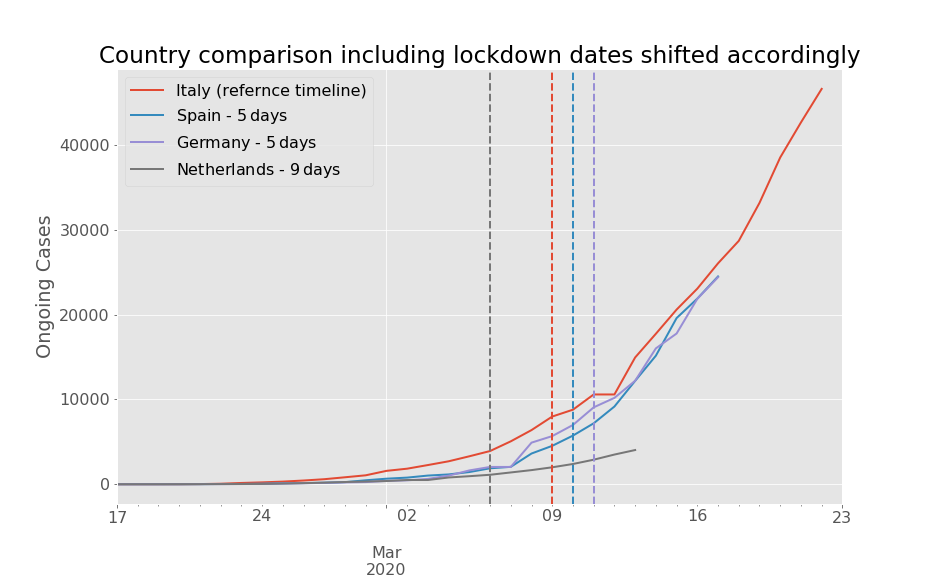 Country comparison including lockdown dates shifted accordingly
Italy (refernce timeline)
Spain - 5 days
Germany - 5 days
Netherlands - 9 days
Ongoing Cases
40000
30000
20000
10000
0
17
24
02
09
16
23
Mar
2020